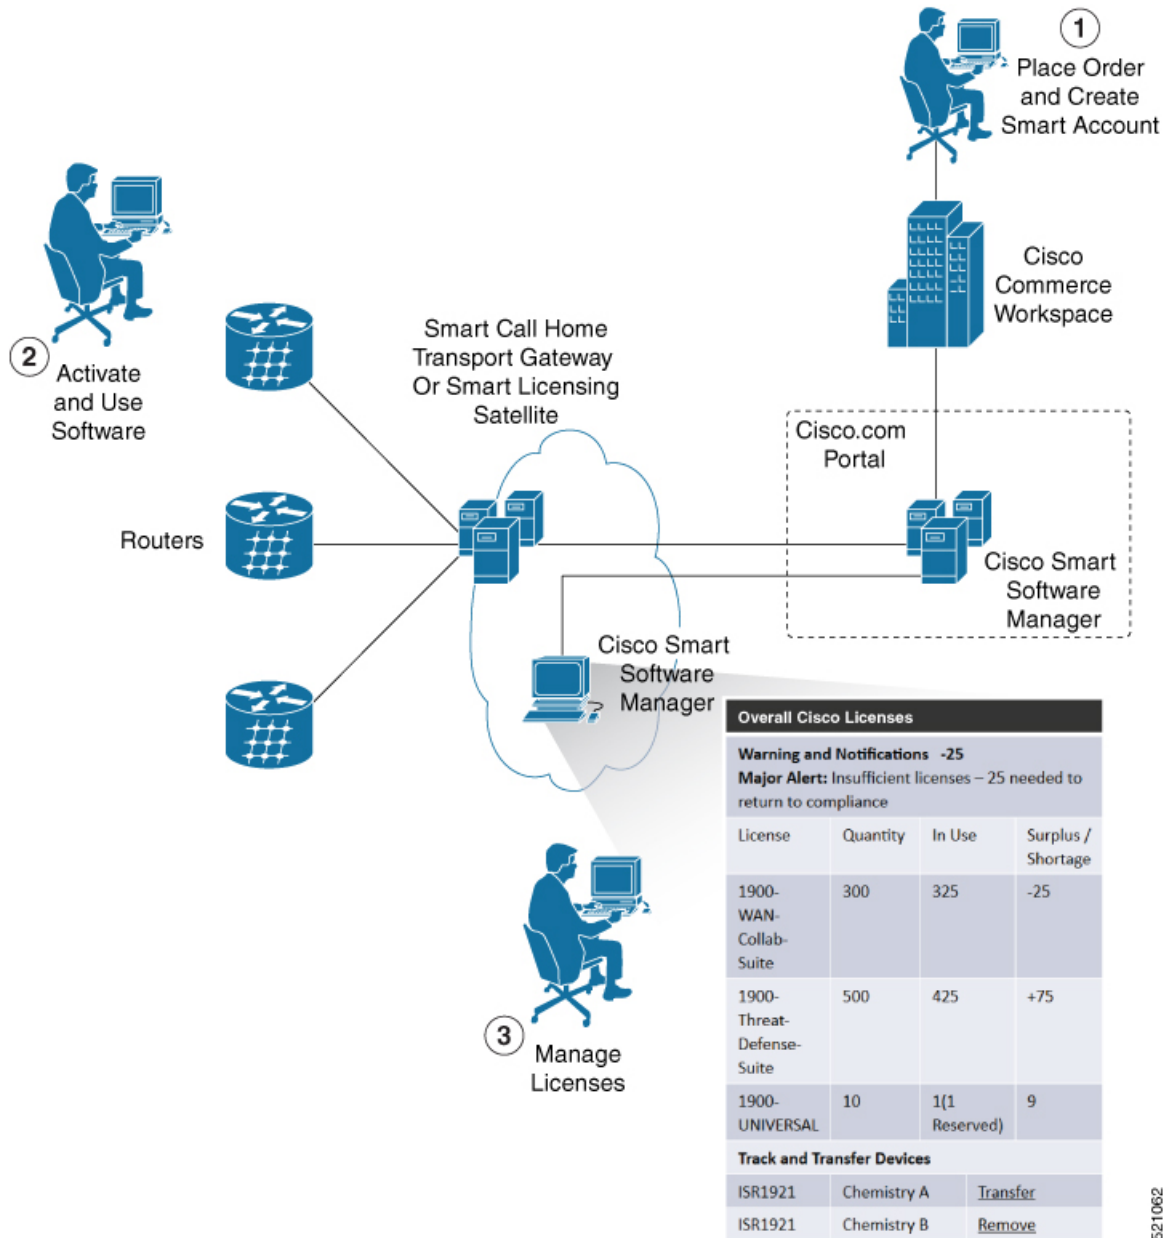 1
Place Order
and Create
Smart Account
Cisco
Commerce
Workspace
2
Activate
and Use
Software
Smart Call Home
Transport Gateway
Or Smart Licensing
Satellite
Cisco.com
Portal
Routers
Cisco Smart
Software
Manager
Cisco Smart
Software
Manager
Overall Cisco Licenses
Warning and Notifications -25
Major Alert: Insufficient licenses – 25 needed to
return to compliance
License Quantity In Use Surplus /
Shortage
1900- 300 325 -25
WAN-
Collab-
Suite
1900- 500 425 +75
Threat-
Defense-
Suite
1900- 10 1(1 9
UNIVERSAL Reserved)
Track and Transfer Devices
ISR1921 Chemistry A Transfer
ISR1921 Chemistry B Remove
3
Manage
Licenses
521062